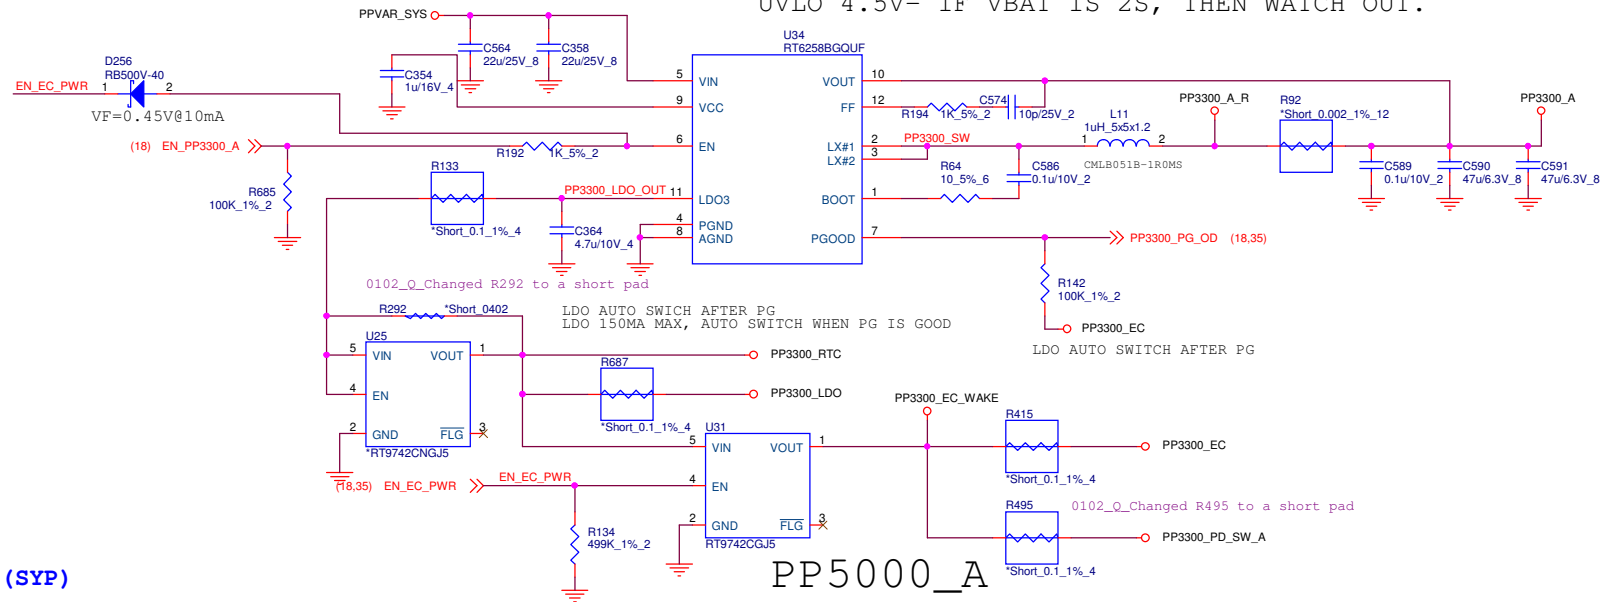 UVLO 4.5V- IF VBAT IS 2S, THEN WATCH OUT.
PPVAR_SYS
U34
RT6258BGQUF
C564
22u/25V_8
C358
22u/25V_8
C354
1u/16V_4
D256
RB500V-40
EN_EC_PWR
1
2
VF=0.45V@10mA
(18)
EN_PP3300_A
R192
1K_5%_2
R685
100K_1%_2
5
VIN
9
VCC
6
EN
11
LDO3
4
PGND
8
AGND
VOUT
10
FF
12
LX#1
2
LX#2
3
BOOT
1
PGOOD
7
R194
1K_5%_2
C574
10p/25V_2
PP3300_SW
L11
1uH_5x5x1.2
1
2
CMLB051B-1R0MS
R64
10_5%_6
C586
0.1u/10V_2
PP3300_A_R
R92
*Short_0.002_1%_12
PP3300_A
C589
0.1u/10V_2
C590
47u/6.3V_8
C591
47u/6.3V_8
PP3300_PG_OD
(18,35)
R142
100K_1%_2
PP3300_EC
LDO AUTO SWITCH AFTER PG
R133
*Short_0.1_1%_4
PP3300_LDO_OUT
C364
4.7u/10V_4
0102_Q_Changed R292 to a short pad
R292
*Short_0402
LDO AUTO SWICH AFTER PG
LDO 150MA MAX, AUTO SWITCH WHEN PG IS GOOD
U25
5
VIN
VOUT
1
4
EN
2
GND
FLG
3
*RT9742CNGJ5
PP3300_RTC
R687
*Short_0.1_1%_4
PP3300_LDO
(18,35)
EN_EC_PWR
EN_EC_PWR
R134
499K_1%_2
U31
5
VIN
VOUT
1
4
EN
2
GND
FLG
3
RT9742CGJ5
PP3300_EC_WAKE
R415
*Short_0.1_1%_4
PP3300_EC
R495
0102_Q_Changed R495 to a short pad
*Short_0.1_1%_4
PP3300_PD_SW_A
PP5000_A
(SYP)